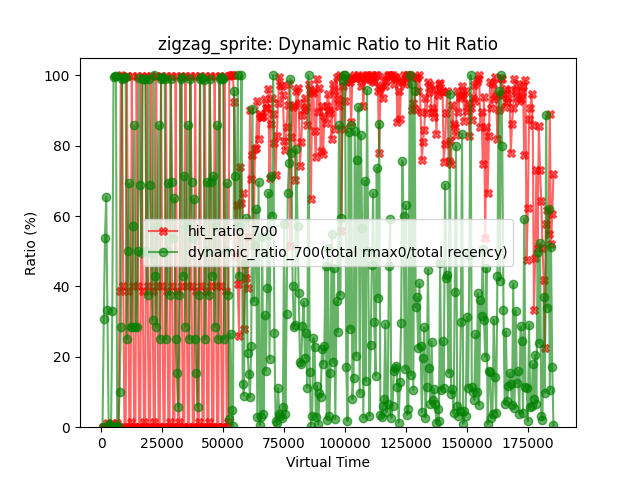 zigzag_sprite: Dynamic Ratio to Hit Ratio
100
80
60
40
20
0
Ratio (%)
hit_ratio_700
dynamic_ratio_700(total rmax0/total recency)
0 25000 50000 75000 100000 125000 150000 175000
Virtual Time